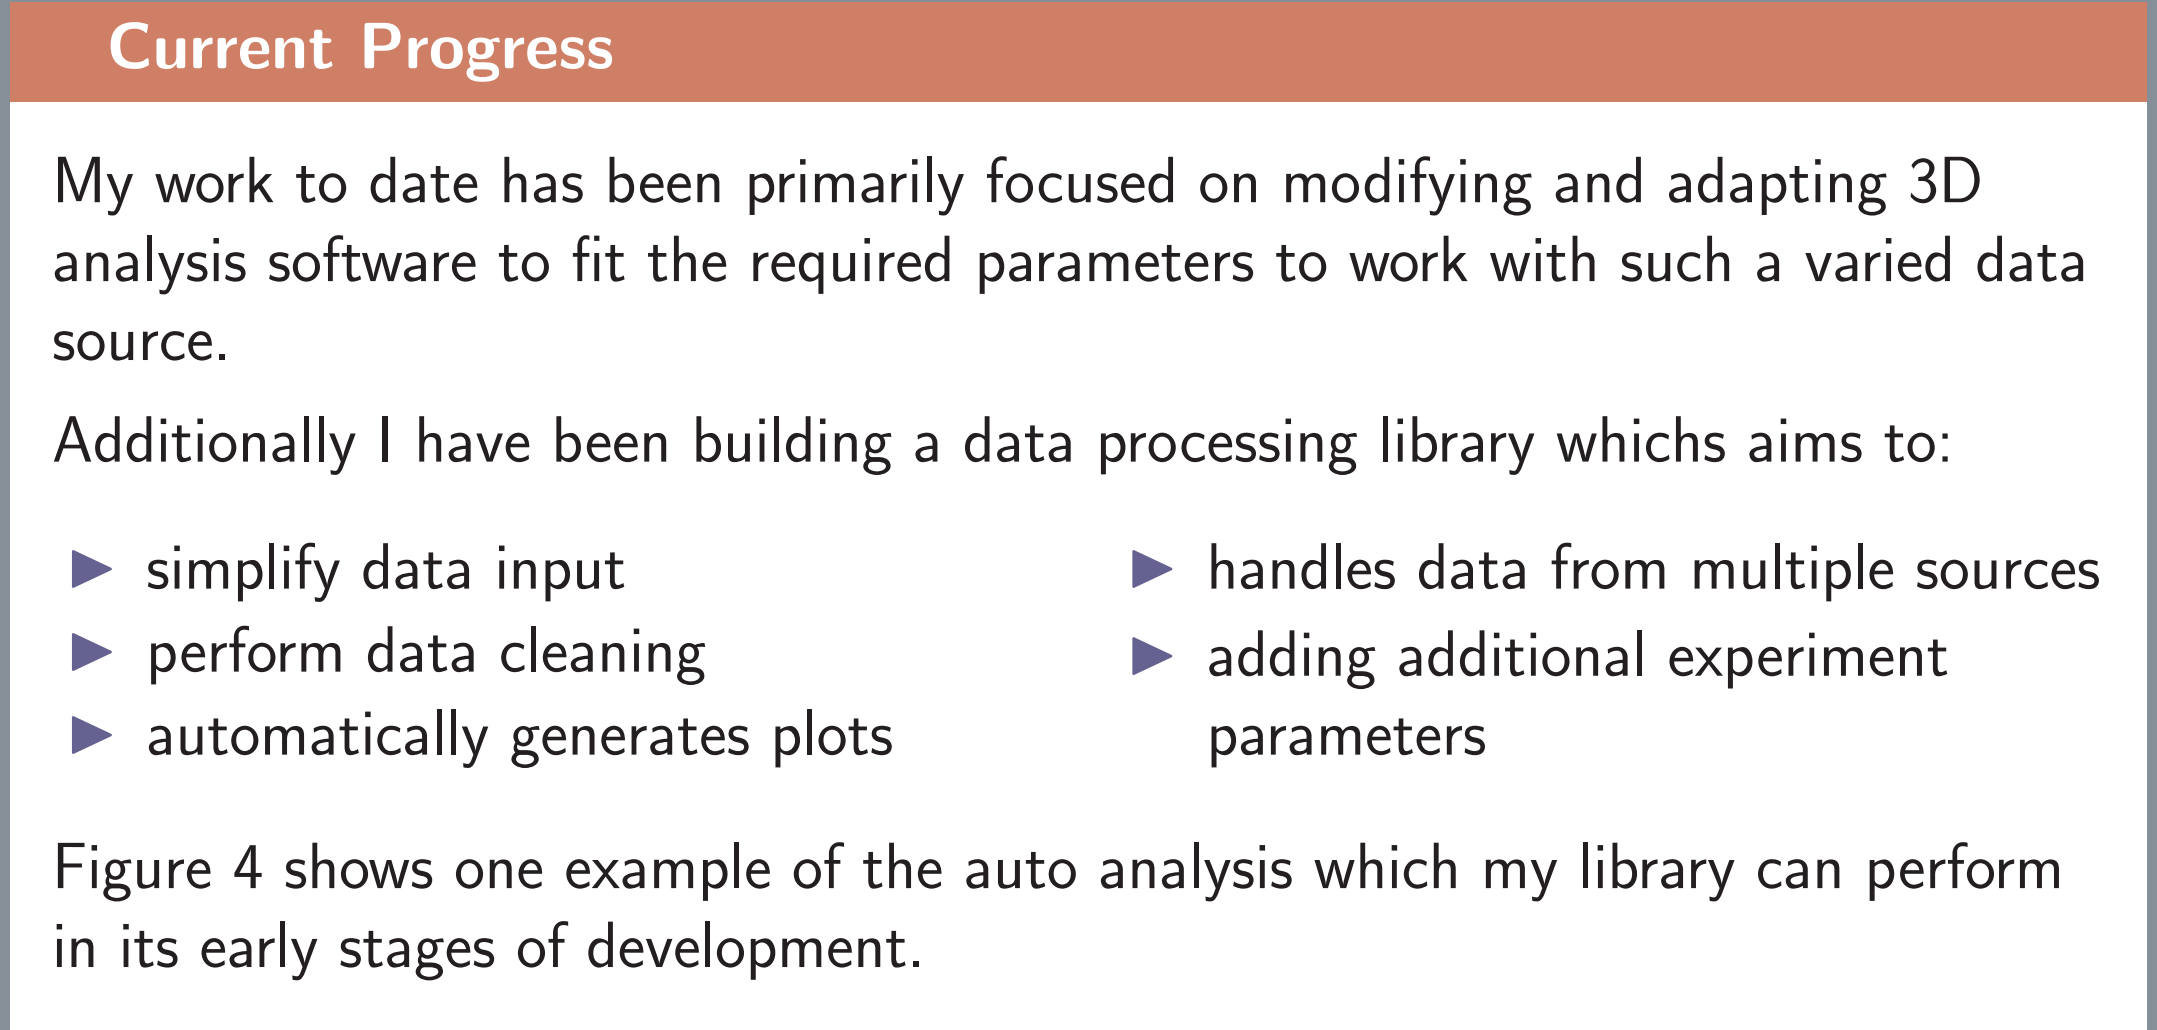 Current Progress
My work to date has been primarily focused on modifying and adapting 3D
analysis software to fit the required parameters to work with such a varied data
source.
Additionally I have been building a data processing library whichs aims to:
simplify data input
perform data cleaning
automatically generates plots
handles data from multiple sources
adding additional experiment
parameters
Figure 4 shows one example of the auto analysis which my library can perform
in its early stages of development.